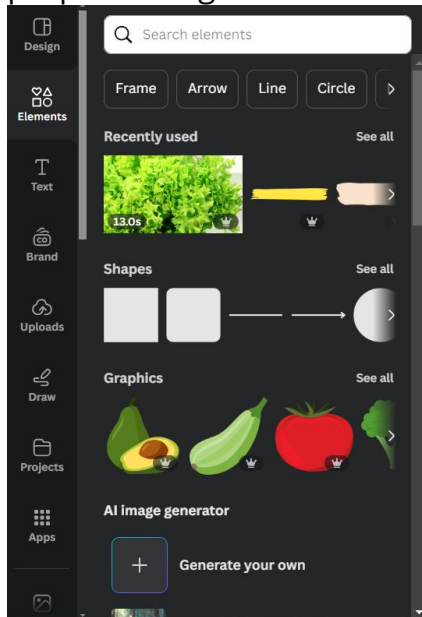 Design
Elements
Text
Brand
Uploads
Draw
Projects
Apps
Search elements
Frame
Arrow
Line
Circle
Recently used
See all
13.0s
Shapes
See all
Graphics
See all
AI image generator
Generate your own